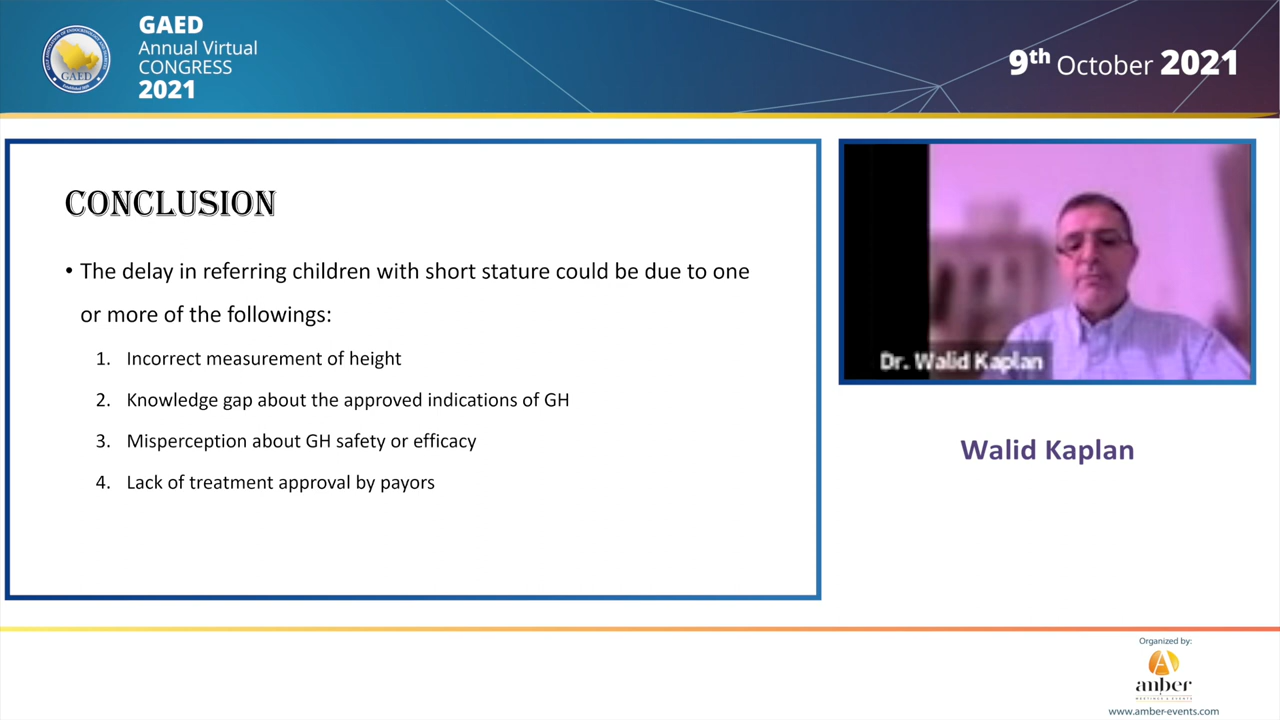 GAED
Annual Virtual
CONGRESS
2021
9th October 2021
GAED
CONCLUSION
• The delay in referring children with short stature could be due to one
or more of the followings:
1. Incorrect measurement of height
2. Knowledge gap about the approved indications of GH
3. Misperception about GH safety or efficacy
4. Lack of treatment approval by payors
Dr. Walid Kaplan
Walid Kaplan
Organized by:
amber
MEETINGS & EVENTS
www.amber-events.com